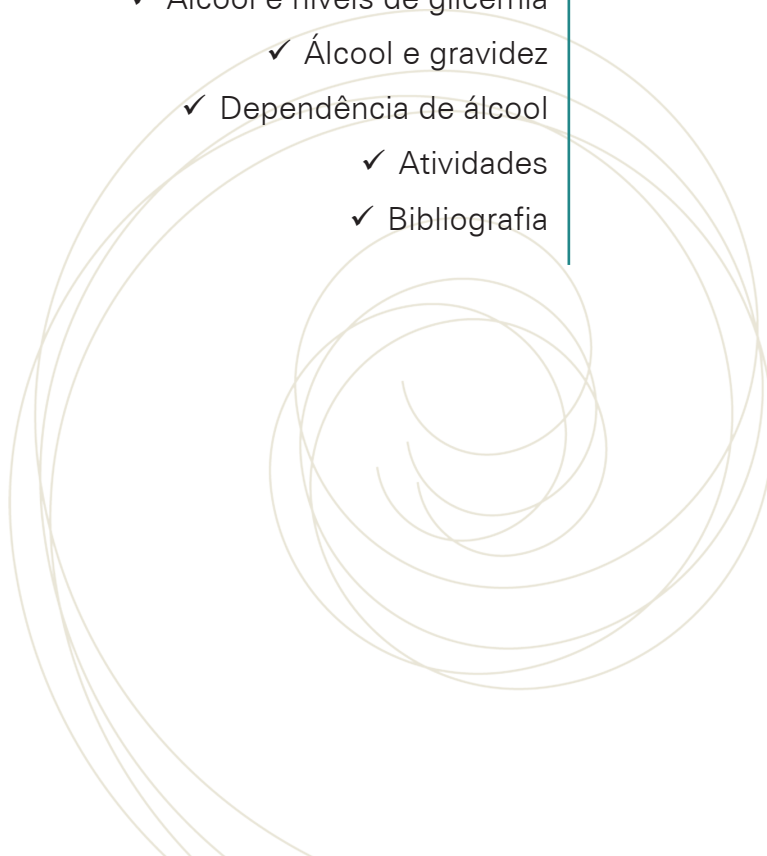 ✓ Álcool e níveis de glicemia
✓ Álcool e gravidez
✓ Dependência de álcool
✓ Atividades
✓ Bibliografia